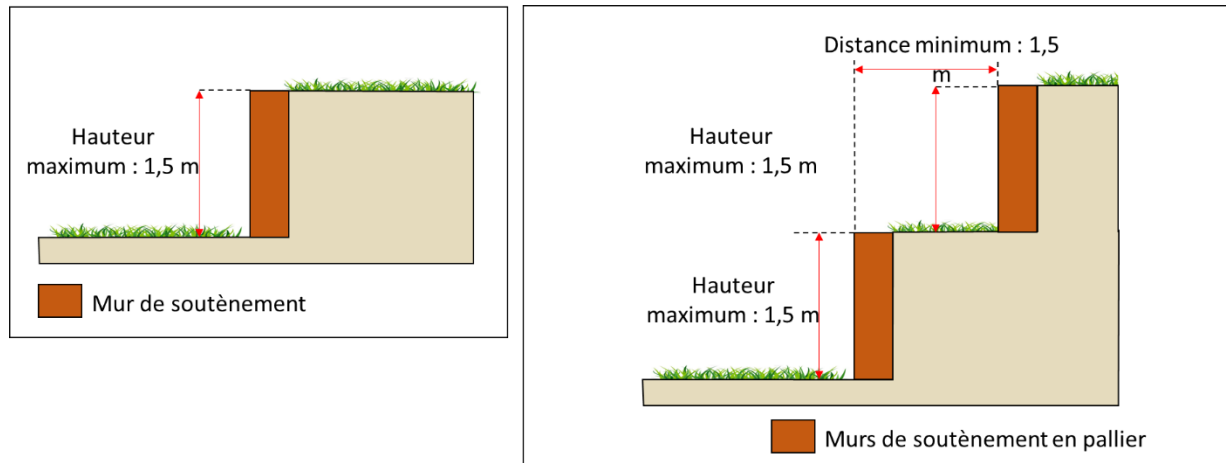 Hauteur
maximum : 1,5 m
Mur de soutènement
Distance minimum : 1,5
m
Hauteur
maximum : 1,5 m
Hauteur
maximum : 1,5 m
Murs de soutènement en pallier